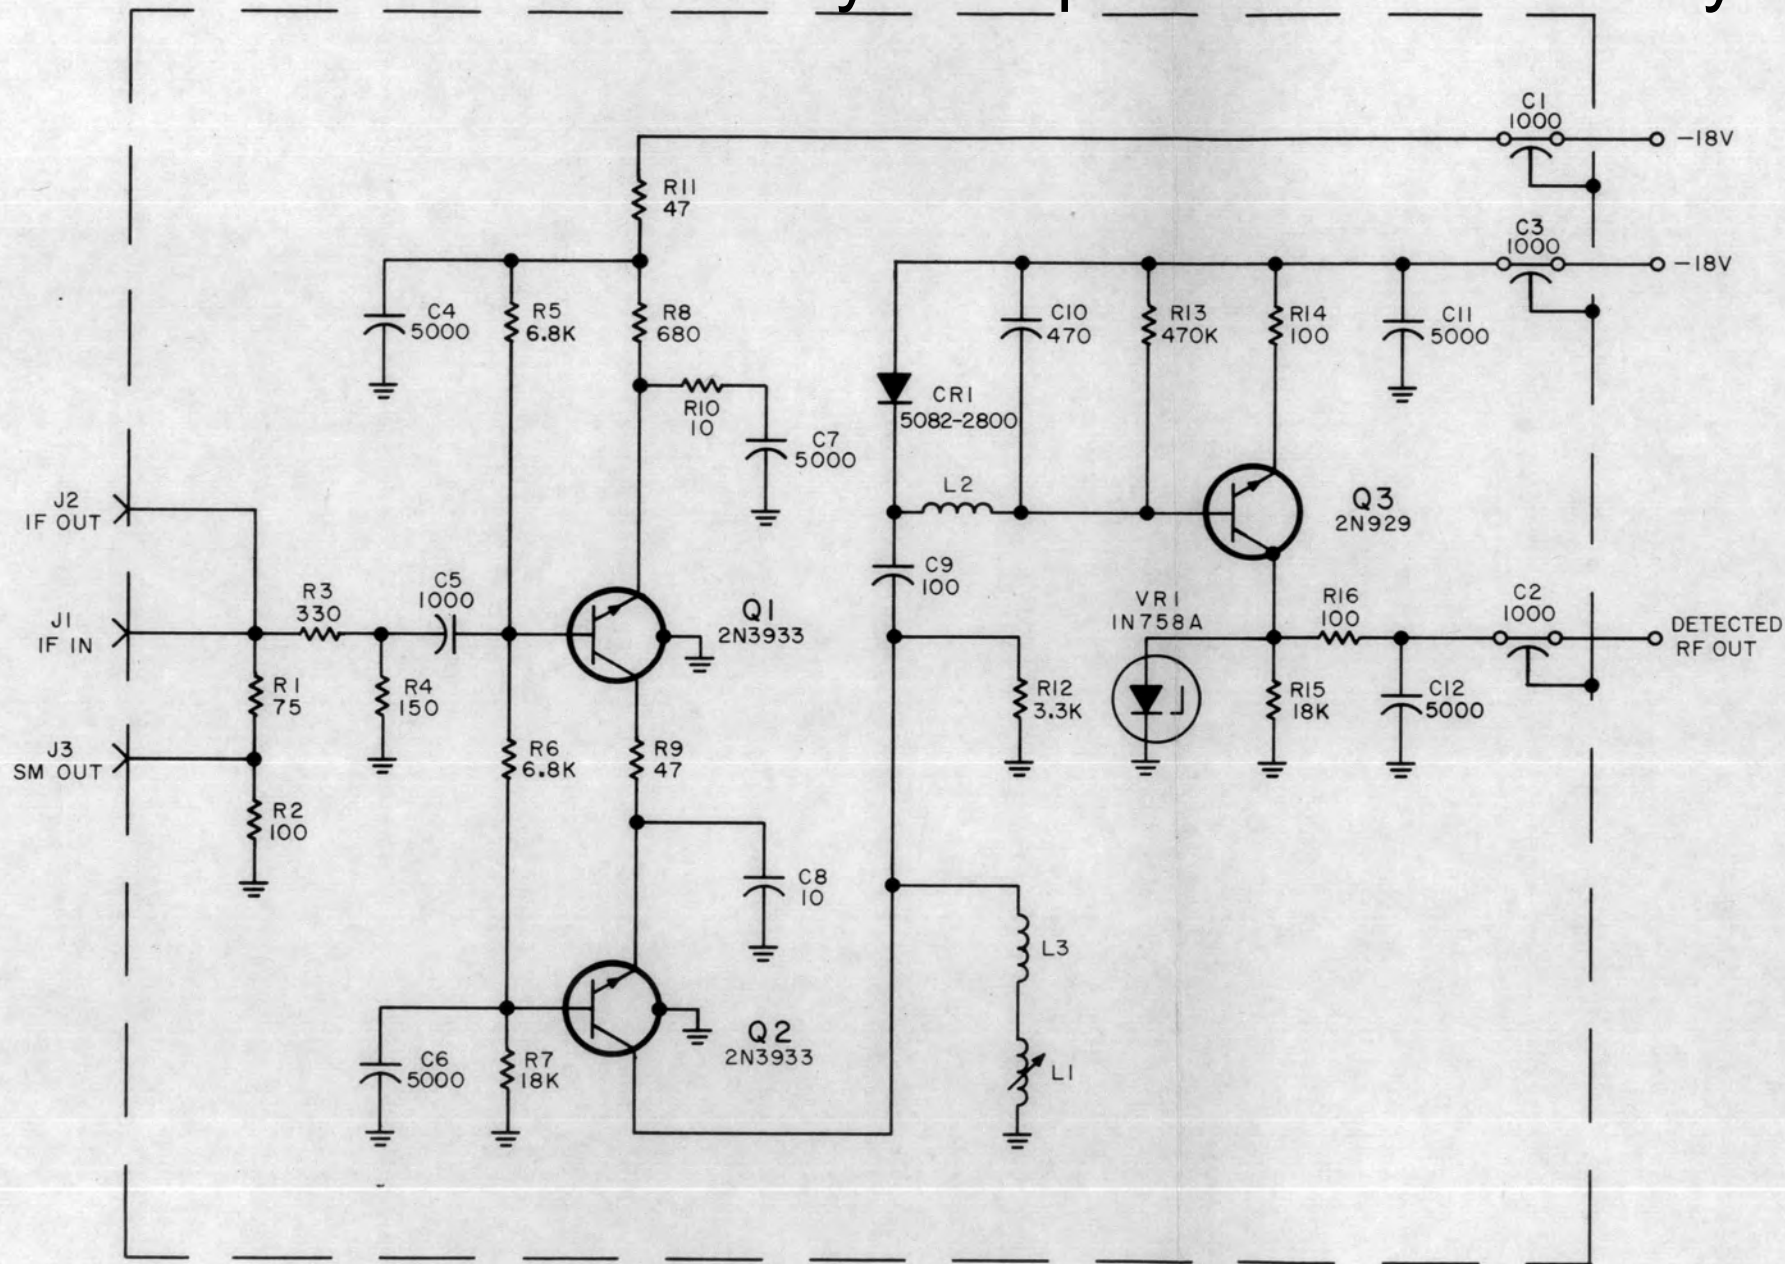 C1
1000
-18V
R11
47
C3
1000
-18V
C4
5000
R5
6.8K
R8
680
C10
470
R13
470K
R14
100
C11
5000
CR1
5082-2800
R10
10
C7
5000
L2
Q3
2N929
J2
IF OUT
C9
100
R3
330
C5
1000
Q1
2N3933
VR1
1N758A
R16
100
C2
1000
DETECTED
RF OUT
J1
IF IN
R1
75
R4
150
R12
3.3K
R15
18K
C12
5000
J3
SM OUT
R6
6.8K
R9
47
R2
100
C8
10
L3
Q2
2N3933
C6
5000
R7
18K
L1